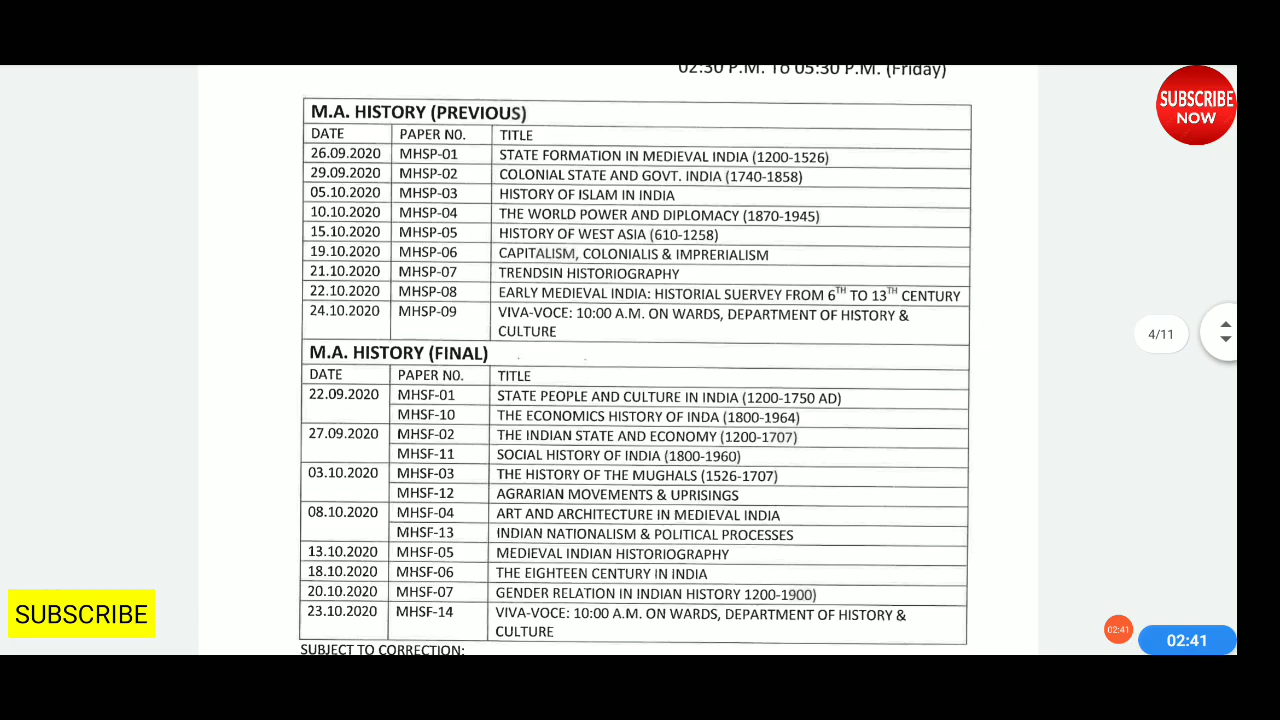 02:30 P.M. To 05:30 P.M. (Friday)
SUBSCRIBE
NOW
M.A. HISTORY (PREVIOUS)
DATE PAPER NO. TITLE
26.09.2020 MHSP-01 STATE FORMATION IN MEDIEVAL INDIA (1200-1526)
29.09.2020 MHSP-02 COLONIAL STATE AND GOVT. INDIA (1740-1858)
05.10.2020 MHSP-03 HISTORY OF ISLAM IN INDIA
10.10.2020 MHSP-04 THE WORLD POWER AND DIPLOMACY (1870-1945)
15.10.2020 MHSP-05 HISTORY OF WEST ASIA (610-1258)
19.10.2020 MHSP-06 CAPITALISM, COLONIALIS & IMPRERIALISM
21.10.2020 MHSP-07 TRENDSIN HISTORIOGRAPHY
22.10.2020 MHSP-08 EARLY MEDIEVAL INDIA: HISTORIAL SUERVEY FROM 6TH TO 13TH CENTURY
24.10.2020 MHSP-09 VIVA-VOCE: 10:00 A.M. ON WARDS, DEPARTMENT OF HISTORY &
CULTURE
4/11
M.A. HISTORY (FINAL)
DATE PAPER NO. TITLE
22.09.2020 MHSF-01 STATE PEOPLE AND CULTURE IN INDIA (1200-1750 AD)
MHSF-10 THE ECONOMICS HISTORY OF INDA (1800-1964)
27.09.2020 MHSF-02 THE INDIAN STATE AND ECONOMY (1200-1707)
MHSF-11 SOCIAL HISTORY OF INDIA (1800-1960)
03.10.2020 MHSF-03 THE HISTORY OF THE MUGHALS (1526-1707)
MHSF-12 AGRARIAN MOVEMENTS & UPRISINGS
08.10.2020 MHSF-04 ART AND ARCHITECTURE IN MEDIEVAL INDIA
MHSF-13 INDIAN NATIONALISM & POLITICAL PROCESSES
13.10.2020 MHSF-05 MEDIEVAL INDIAN HISTORIOGRAPHY
18.10.2020 MHSF-06 THE EIGHTEEN CENTURY IN INDIA
20.10.2020 MHSF-07 GENDER RELATION IN INDIAN HISTORY 1200-1900)
23.10.2020 MHSF-14 VIVA-VOCE: 10:00 A.M. ON WARDS, DEPARTMENT OF HISTORY &
CULTURE
SUBJECT TO CORRECTION:
SUBSCRIBE
02:41
02:41